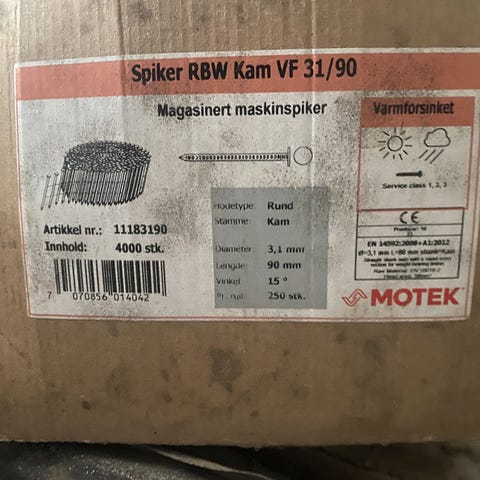 Spiker RBW Kam VF 31/90
Magasinert maskinspiker
Varmforsinket
Service class 1, 2, 3
Hodetype: Rund
Stamme: Kam
Diameter: 3,1 mm
Lengde: 90 mm
Vinkel 15 °
Pr. rull: 250 stk.
Artikkel nr.: 11183190
Innhold: 4000 stk.
7 070856 014042
CE
EN 14592:2008+A1:2012
MOTEK